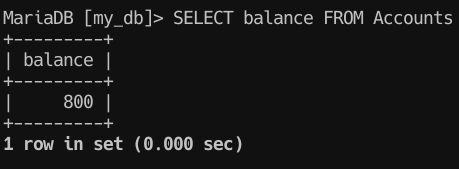 MariaDB [my_db]> SELECT balance FROM Accounts
+---------+
| balance |
+---------+
|     800 |
+---------+
1 row in set (0.000 sec)